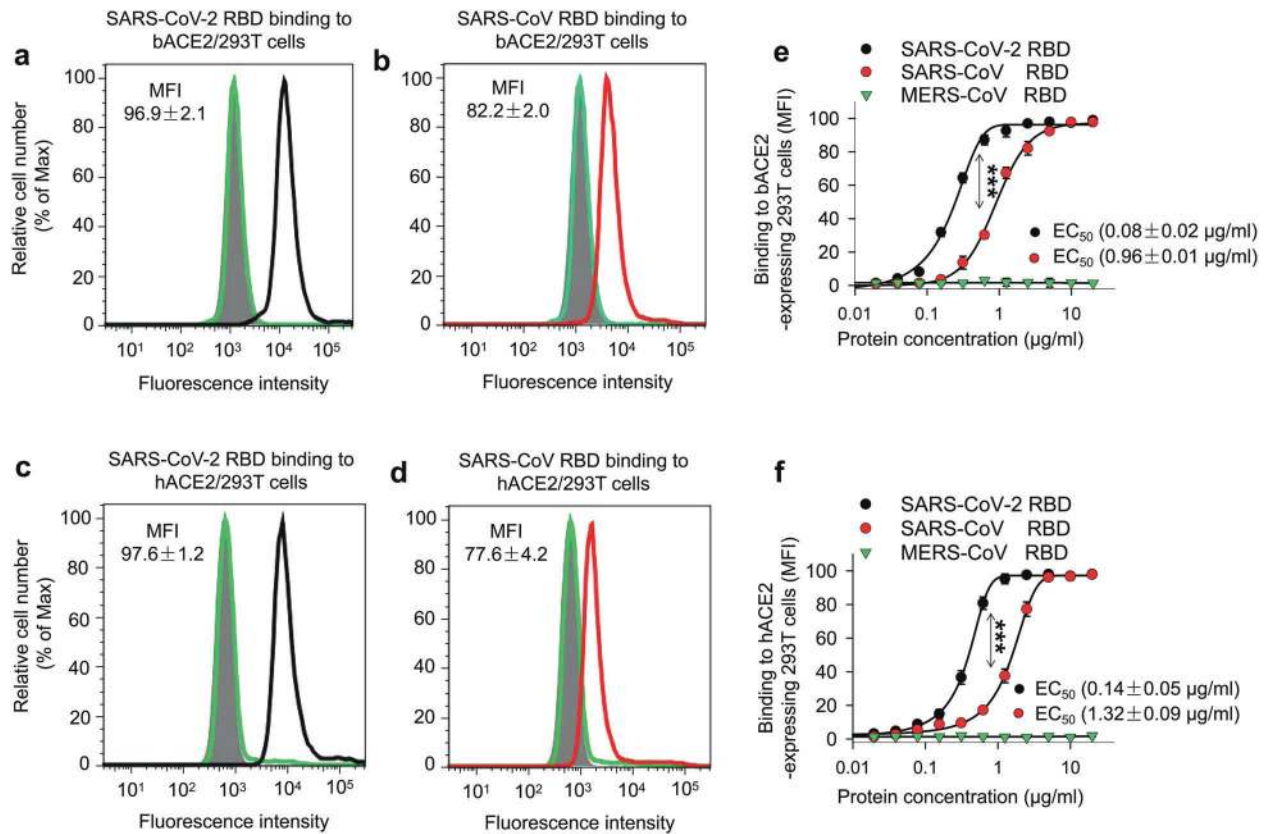 a
SARS-CoV-2 RBD binding to
bACE2/293T cells
MFI
96.9±2.1
Relative cell number
(% of Max)
100
80
60
40
20
0
10¹ 10² 10³ 10⁴ 10⁵
Fluorescence intensity
b
SARS-CoV RBD binding to
bACE2/293T cells
MFI
82.2±2.0
100
80
60
40
20
0
10¹ 10² 10³ 10⁴ 10⁵
Fluorescence intensity
e
SARS-CoV-2 RBD
SARS-CoV RBD
MERS-CoV RBD
Binding to bACE2
-expressing 293T cells (MFI)
100
80
60
40
20
0
***
EC₅₀ (0.08±0.02 µg/ml)
EC₅₀ (0.96±0.01 µg/ml)
0.01 0.1 1 10
Protein concentration (µg/ml)
c
SARS-CoV-2 RBD binding to
hACE2/293T cells
MFI
97.6±1.2
Relative cell number
(% of Max)
100
80
60
40
20
0
10¹ 10² 10³ 10⁴ 10⁵
Fluorescence intensity
d
SARS-CoV RBD binding to
hACE2/293T cells
MFI
77.6±4.2
100
80
60
40
20
0
10¹ 10² 10³ 10⁴ 10⁵
Fluorescence intensity
f
SARS-CoV-2 RBD
SARS-CoV RBD
MERS-CoV RBD
Binding to hACE2
-expressing 293T cells (MFI)
100
80
60
40
20
0
***
EC₅₀ (0.14±0.05 µg/ml)
EC₅₀ (1.32±0.09 µg/ml)
0.01 0.1 1 10
Protein concentration (µg/ml)